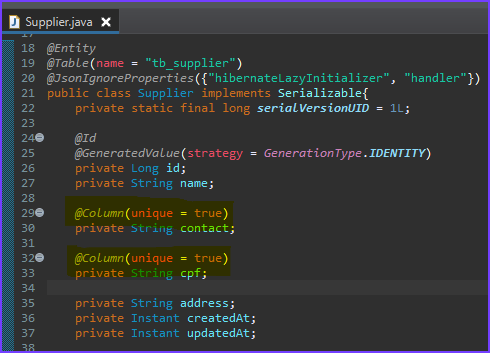 Supplier.java
17
18 @Entity
19 @Table(name = "tb_supplier")
20 @JsonIgnoreProperties({"hibernateLazyInitializer", "handler"})
21 public class Supplier implements Serializable{
22     private static final long serialVersionUID = 1L;
23
24     @Id
25     @GeneratedValue(strategy = GenerationType.IDENTITY)
26     private Long id;
27     private String name;
28
29     @Column(unique = true)
30     private String contact;
31
32     @Column(unique = true)
33     private String cpf;
34
35     private String address;
36     private Instant createdAt;
37     private Instant updatedAt;
38